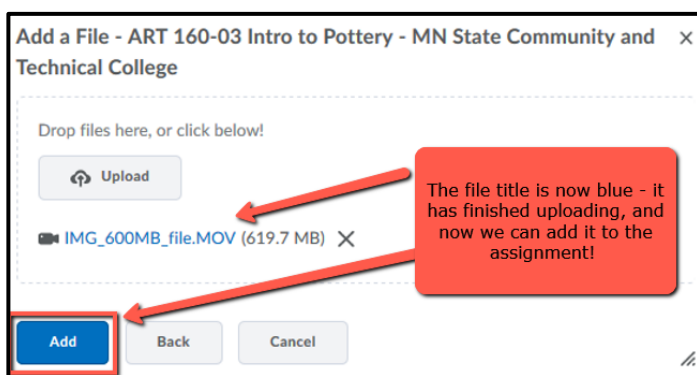 Add a File - ART 160-03 Intro to Pottery - MN State Community and
Technical College
Drop files here, or click below!
Upload
IMG_600MB_file.MOV (619.7 MB)
The file title is now blue - it
has finished uploading, and
now we can add it to the
assignment!
Add
Back
Cancel